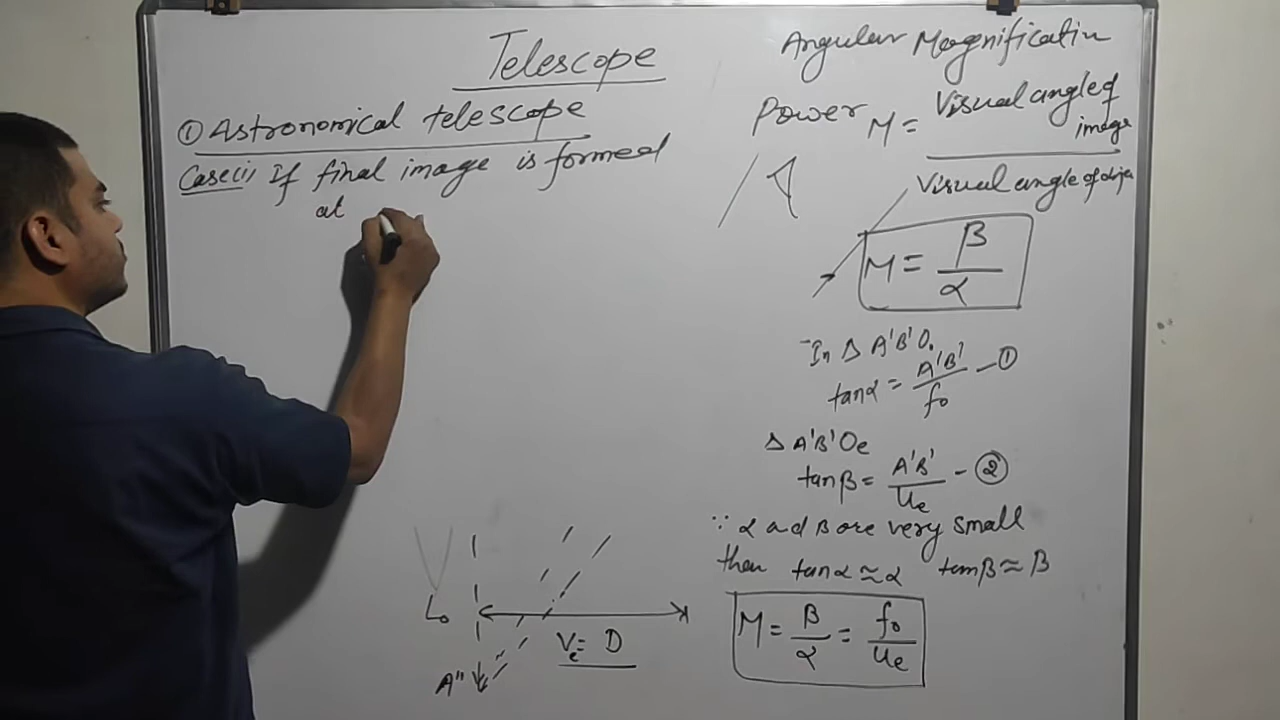 Telescope
① Astronomical telescope
Case(i) If final image is formed
at
Angular Magnification
Power M = Visual angle of image
Visual angle of obje
M = β
α
In Δ A'B'O.
tanα = A'B' — ①
fo
Δ A'B'Oe
tanβ = A'B' — ②
Ue
∵ α and β are very small
then tanα ≈ α tanβ ≈ β
M = β = fo
α Ue
Lo
Ve = D
A"